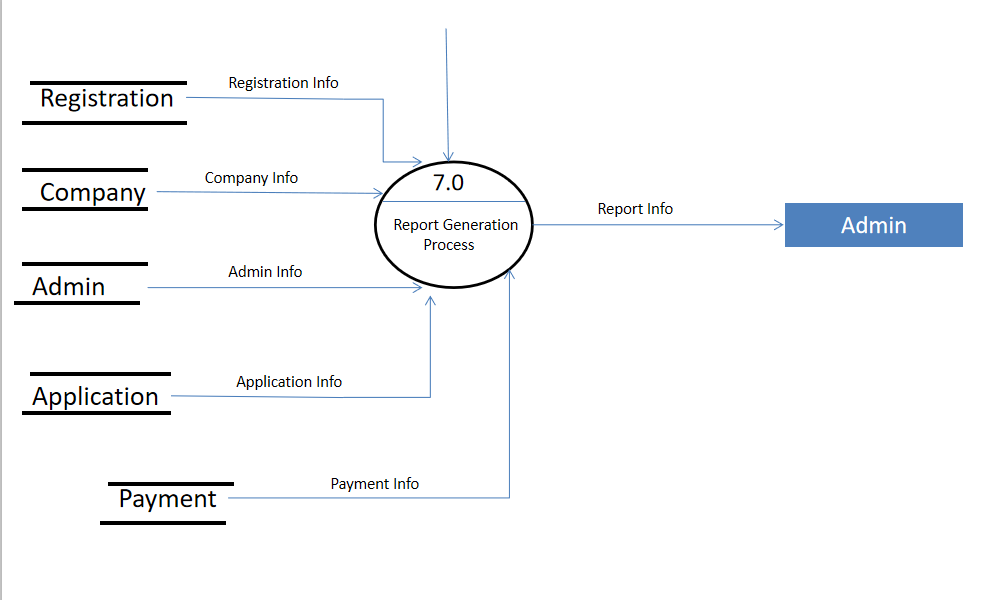 Registration Info
Registration
7.0
Company Info
Company
Report Generation
Process
Report Info
Admin
Admin Info
Admin
Application Info
Application
Payment Info
Payment